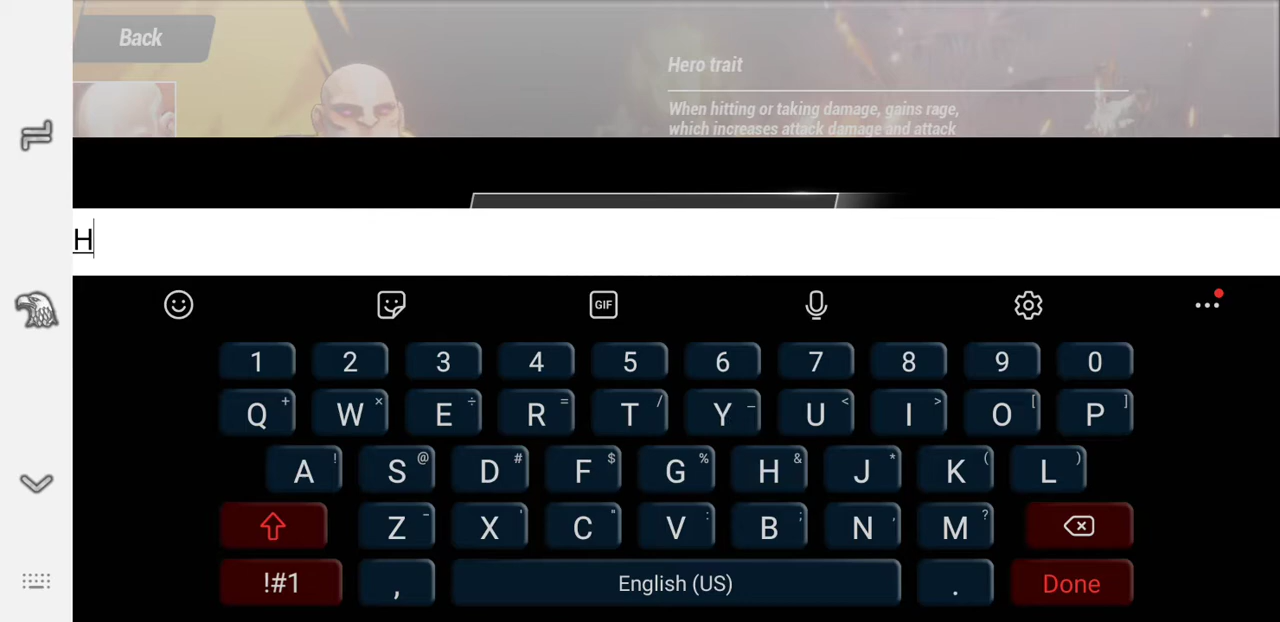 Back
Hero trait
When hitting or taking damage, gains rage,
which increases attack damage and attack
H
GIF
1 2 3 4 5 6 7 8 9 0
Q + W × E ÷ R = T / Y _ U < I > O [ P ]
A ! S @ D # F $ G % H & J * K ( L )
Z - X ' C " V : B ; N , M ?
!#1 , English (US) . Done